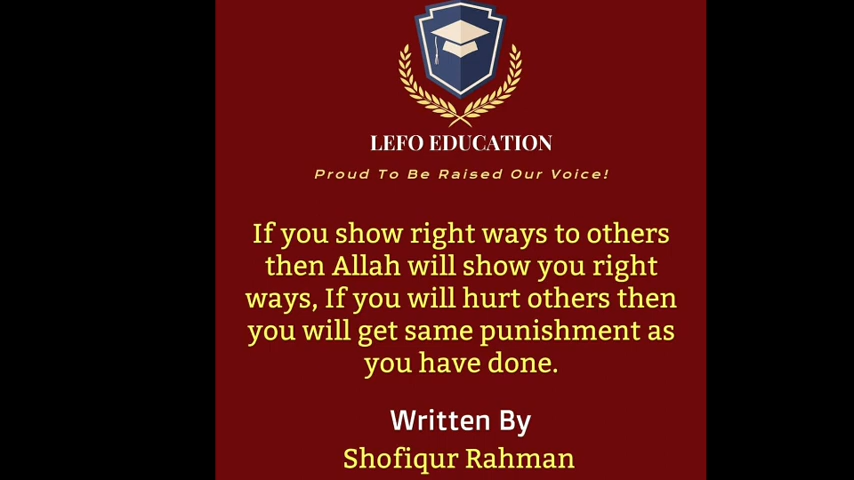 LEFO EDUCATION
Proud To Be Raised Our Voice!
If you show right ways to others
then Allah will show you right
ways, If you will hurt others then
you will get same punishment as
you have done.
Written By
Shofiqur Rahman